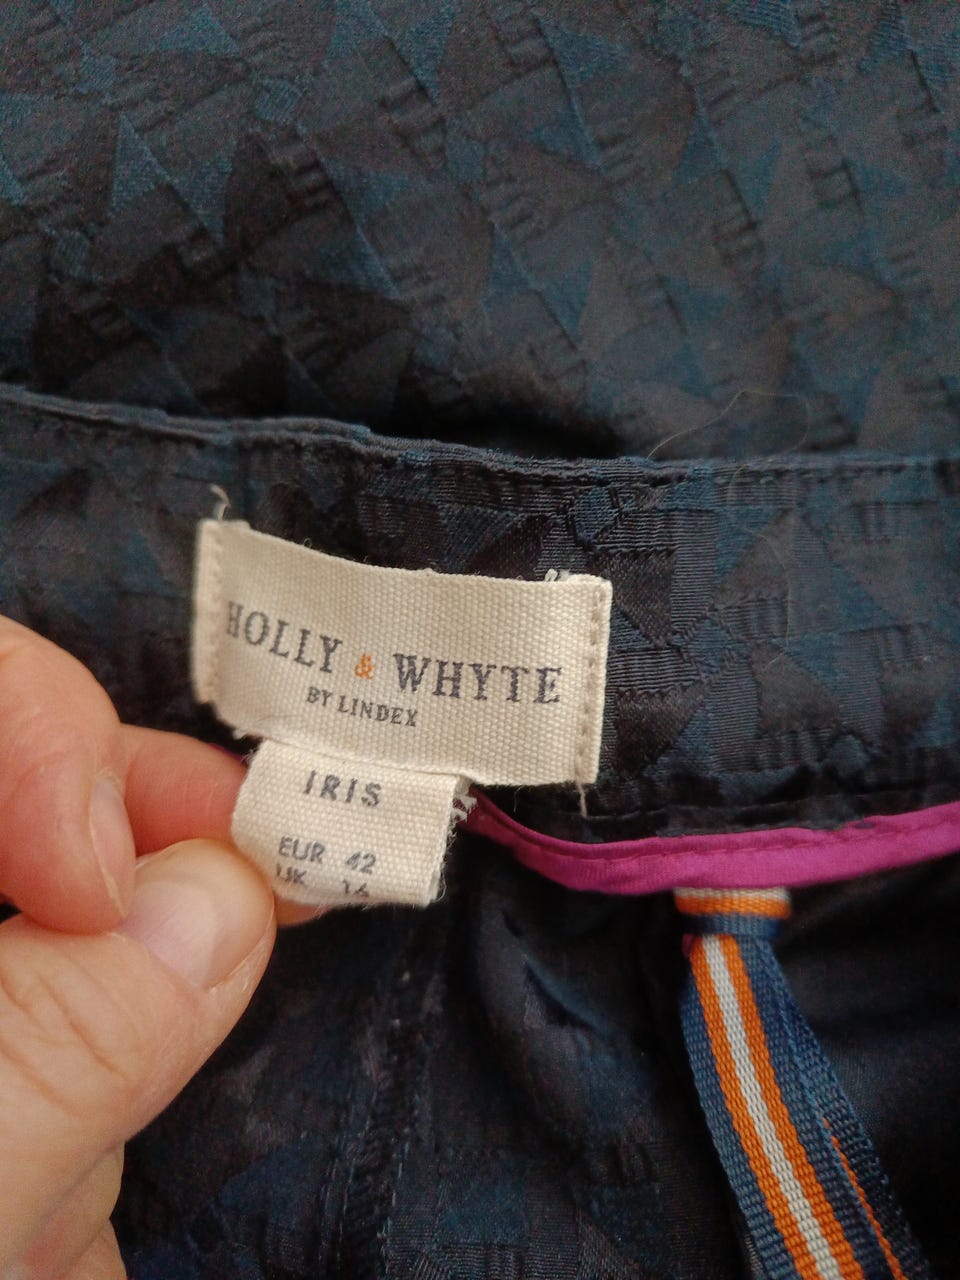 HOLLY & WHYTE
BY LINDEX
IRIS
EUR 42
UK 16